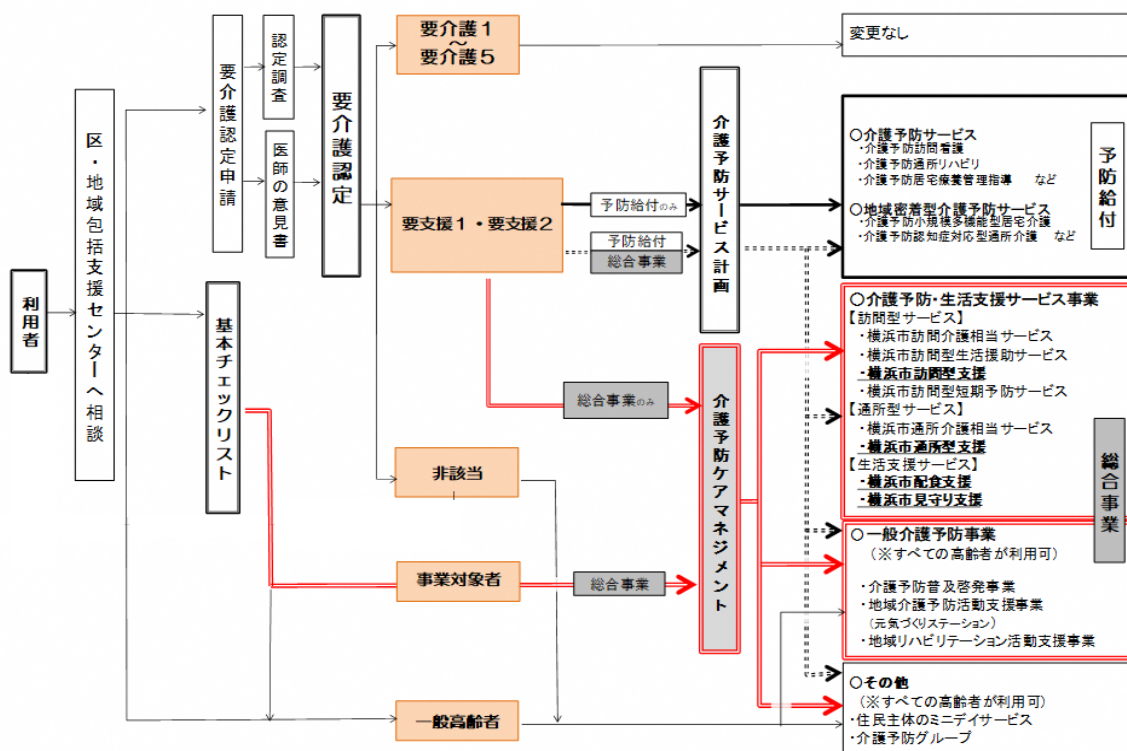 利用者
区・地域包括支援センターへ相談
要介護認定申請
認定調査
医師の意見書
要介護認定
基本チェックリスト
要介護1
～
要介護5
要支援1・要支援2
非該当
事業対象者
一般高齢者
予防給付のみ
予防給付
総合事業
総合事業のみ
総合事業
介護予防サービス計画
介護予防ケアマネジメント
変更なし
○介護予防サービス
・介護予防訪問看護
・介護予防通所リハビリ
・介護予防居宅療養管理指導 など
○地域密着型介護予防サービス
・介護予防小規模多機能型居宅介護
・介護予防認知症対応型通所介護 など
予防給付
○介護予防・生活支援サービス事業
【訪問型サービス】
・横浜市訪問介護相当サービス
・横浜市訪問型生活援助サービス
・横浜市訪問型支援
・横浜市訪問型短期予防サービス
【通所型サービス】
・横浜市通所介護相当サービス
・横浜市通所型支援
【生活支援サービス】
・横浜市配食支援
・横浜市見守り支援
総合事業
○一般介護予防事業
（※すべての高齢者が利用可）
・介護予防普及啓発事業
・地域介護予防活動支援事業
（元気づくりステーション）
・地域リハビリテーション活動支援事業
○その他
（※すべての高齢者が利用可）
・住民主体のミニデイサービス
・介護予防グループ